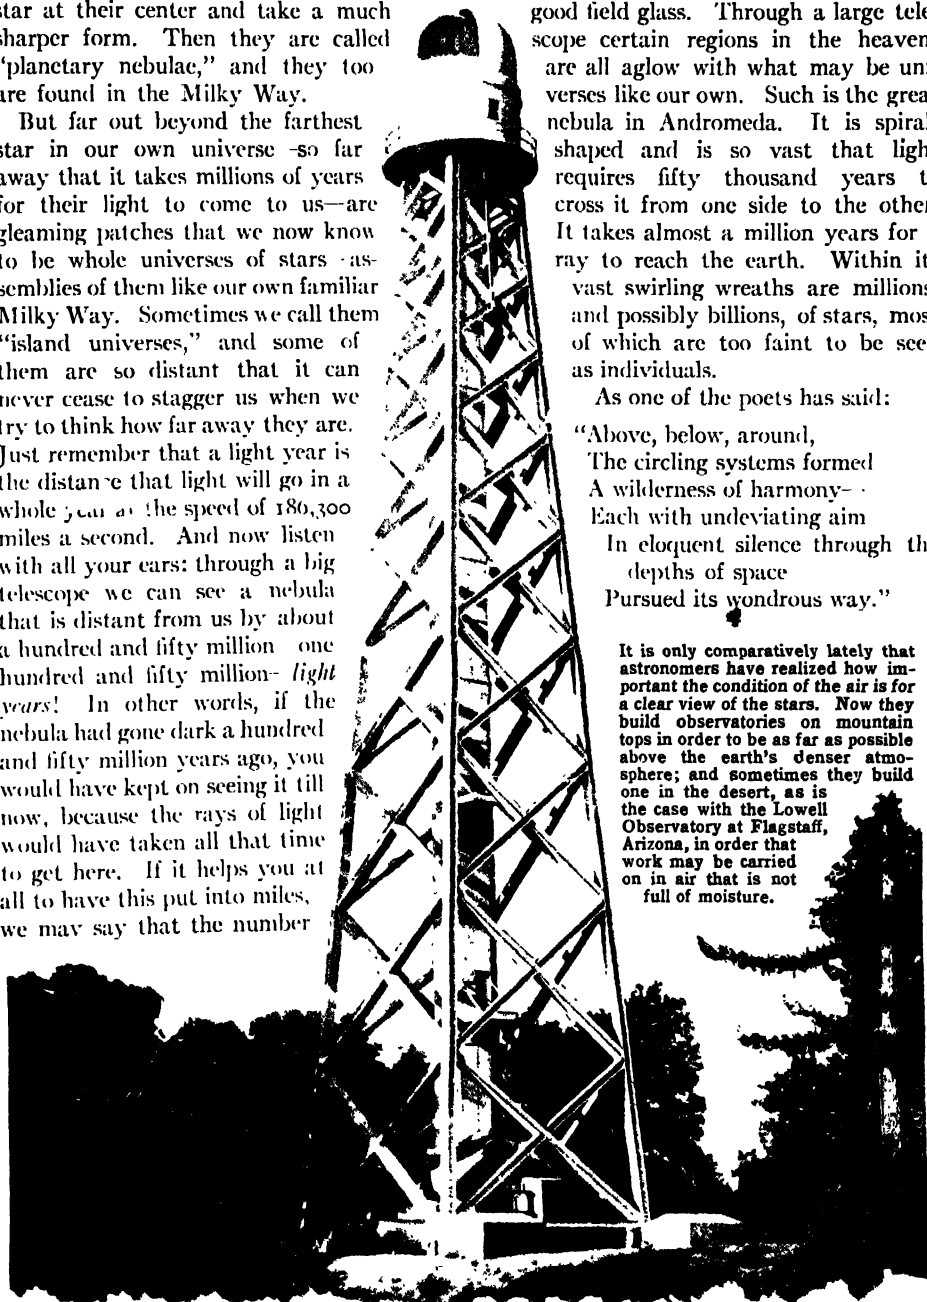 star at their center and take a much
sharper form. Then they are called
"planetary nebulae," and they too
are found in the Milky Way.
But far out beyond the farthest
star in our own universe -so far
away that it takes millions of years
for their light to come to us—are
gleaming patches that we now know
to be whole universes of stars -as-
semblies of them like our own familiar
Milky Way. Sometimes we call them
"island universes," and some of
them are so distant that it can
never cease to stagger us when we
try to think how far away they are.
Just remember that a light year is
the distance that light will go in a
whole year at the speed of 186,300
miles a second. And now listen
with all your ears: through a big
telescope we can see a nebula
that is distant from us by about
a hundred and fifty million one
hundred and fifty million-- light
years! In other words, if the
nebula had gone dark a hundred
and fifty million years ago, you
would have kept on seeing it till
now, because the rays of light
would have taken all that time
to get here. If it helps you at
all to have this put into miles,
we may say that the number
good field glass. Through a large tele
scope certain regions in the heaven
are all aglow with what may be uni
verses like our own. Such is the grea
nebula in Andromeda. It is spiral
shaped and is so vast that ligh
requires fifty thousand years t
cross it from one side to the other
It takes almost a million years for
ray to reach the earth. Within it
vast swirling wreaths are millions
and possibly billions, of stars, mos
of which are too faint to be see
as individuals.
As one of the poets has said:
"Above, below, around,
The circling systems formed
A wilderness of harmony- -
Each with undeviating aim
In eloquent silence through th
depths of space
Pursued its wondrous way."
It is only comparatively lately that
astronomers have realized how im-
portant the condition of the air is for
a clear view of the stars. Now they
build observatories on mountain
tops in order to be as far as possible
above the earth's denser atmo-
sphere; and sometimes they build
one in the desert, as is
the case with the Lowell
Observatory at Flagstaff,
Arizona, in order that
work may be carried
on in air that is not
full of moisture.